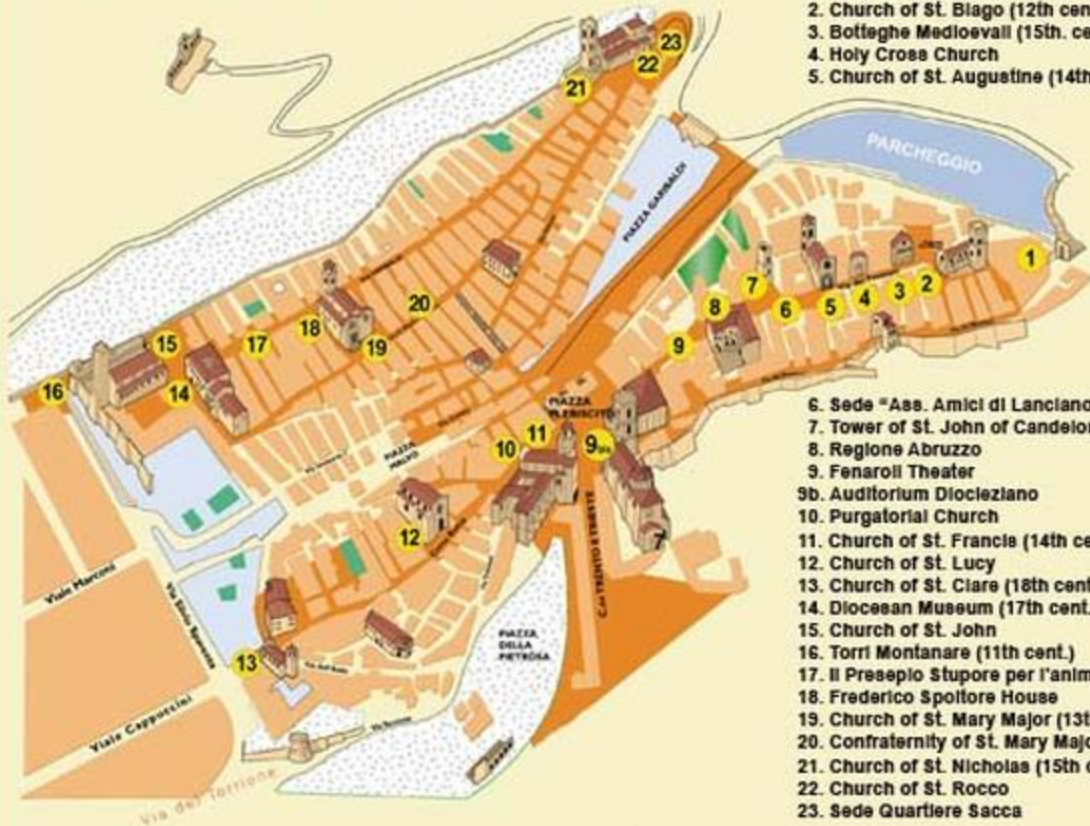 2. Church of St. Biago (12th cen
3. Botteghe Medioevali (15th. ce
4. Holy Cross Church
5. Church of St. Augustine (14th
PARCHEGGIO
PIAZZA GARIBALDI
23
22
21
1
2
3
4
5
6
7
8
9
20
19
18
17
15
16
14
PIAZZA
PLEBISCITO
11
10
9bis
PIAZZA
12
C.so TRENTO E TRIESTE
7
PIAZZA
DELLA
PIETROSA
13
Viale Marconi
Via Silvio Spaventa
Viale Cappuccini
Via del Torrione
6. Sede "Ass. Amici di Lanciano
7. Tower of St. John of Candelor
8. Regione Abruzzo
9. Fenaroli Theater
9b. Auditorium Diocleziano
10. Purgatorial Church
11. Church of St. Francis (14th ce
12. Church of St. Lucy
13. Church of St. Clare (18th cent
14. Diocesan Museum (17th cent.
15. Church of St. John
16. Torri Montanare (11th cent.)
17. Il Presepio Stupore per l'anim
18. Frederico Spoltore House
19. Church of St. Mary Major (13t
20. Confraternity of St. Mary Majo
21. Church of St. Nicholas (15th c
22. Church of St. Rocco
23. Sede Quartiere Sacca